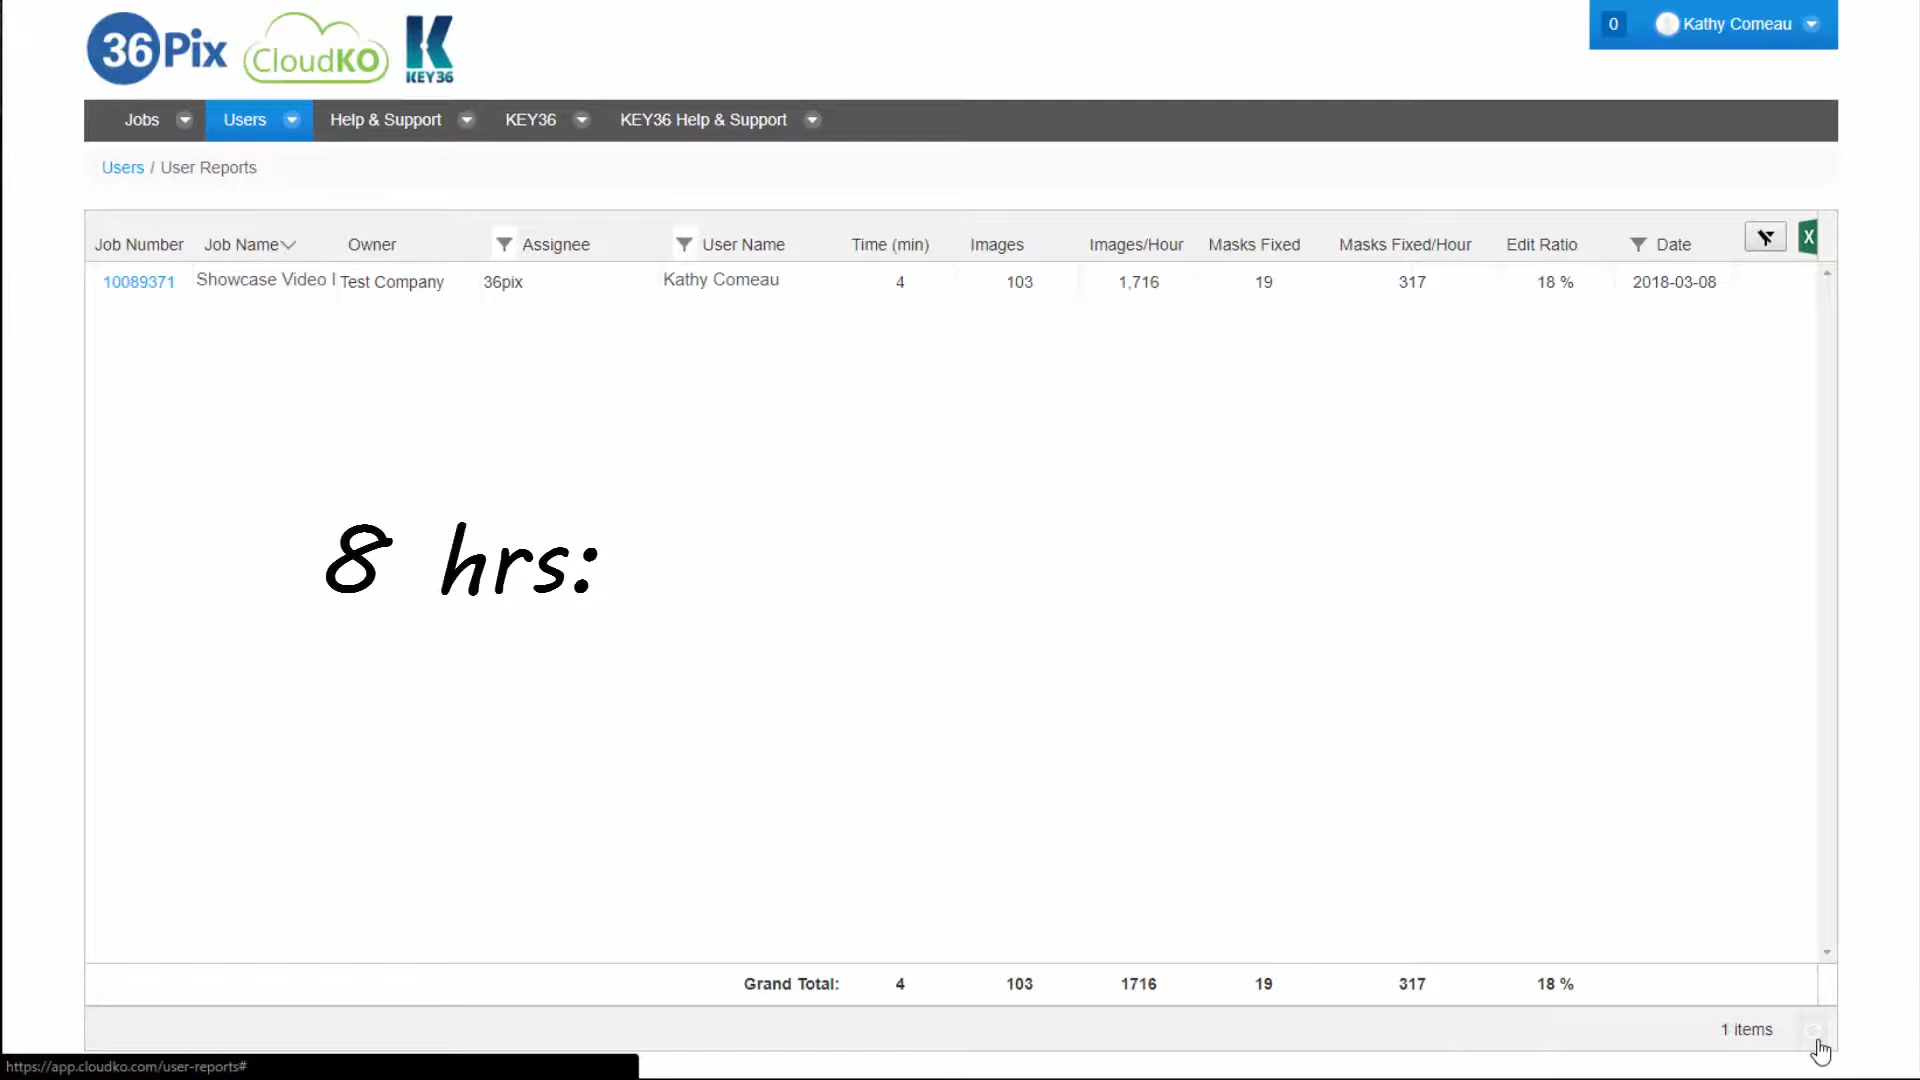 36Pix CloudKO K KEY36
0 Kathy Comeau
Jobs Users Help & Support KEY36 KEY36 Help & Support
Users / User Reports
Job Number Job Name Owner Assignee User Name Time (min) Images Images/Hour Masks Fixed Masks Fixed/Hour Edit Ratio Date X
10089371 Showcase Video Test Company 36pix Kathy Comeau 4 103 1,716 19 317 18 % 2018-03-08
8 hrs:
Grand Total: 4 103 1716 19 317 18 %
1 items
https://app.cloudko.com/user-reports#